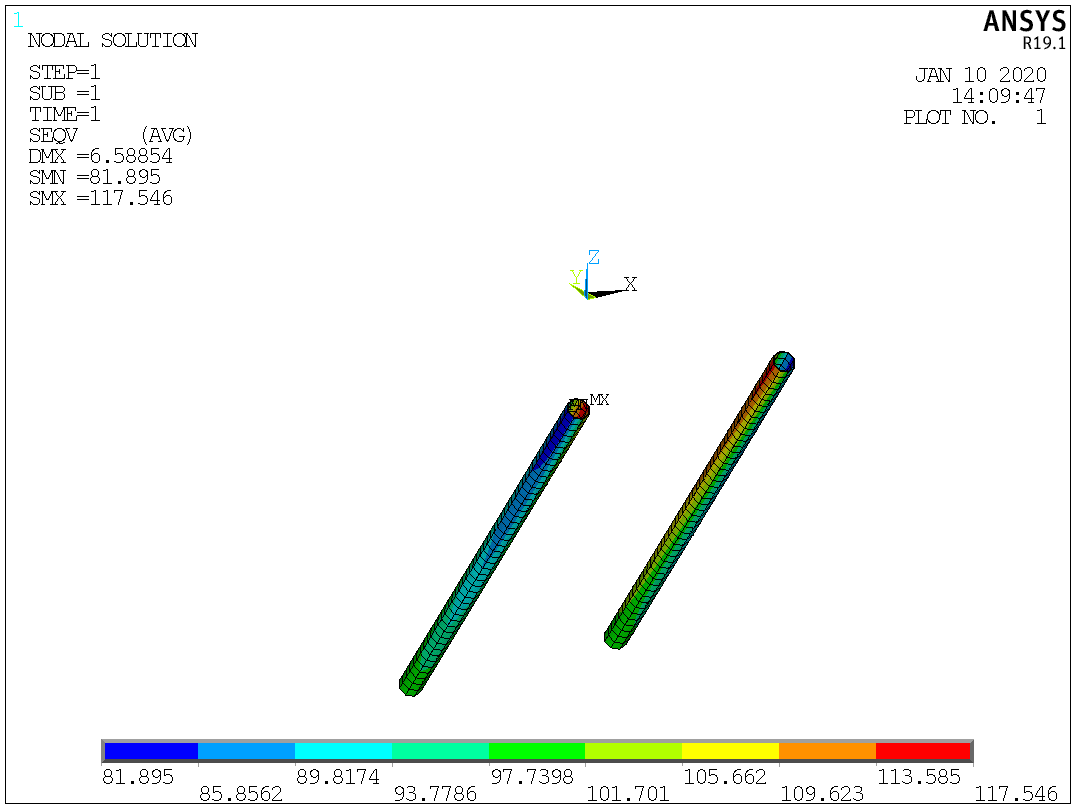 1
NODAL SOLUTION
STEP=1
SUB =1
TIME=1
SEQV (AVG)
DMX =6.58854
SMN =81.895
SMX =117.546
ANSYS
R19.1
JAN 10 2020
14:09:47
PLOT NO. 1
Z
Y
X
MX
81.895 89.8174 97.7398 105.662 113.585
85.8562 93.7786 101.701 109.623 117.546